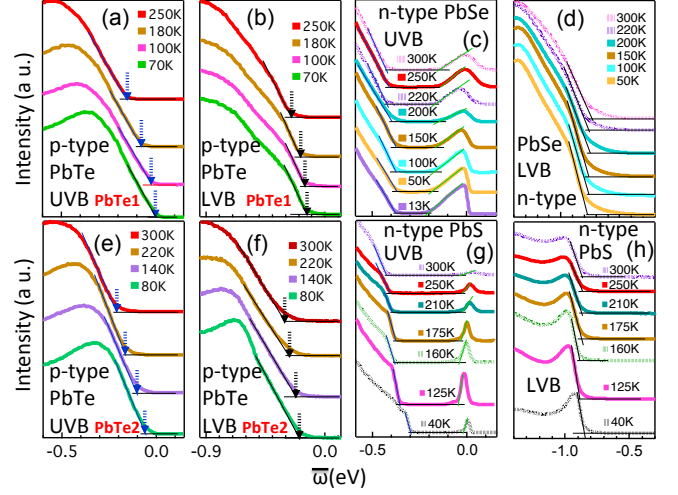 Intensity (a u.)
(a)
250K
180K
100K
70K
p-type
PbTe
UVB PbTe1
(b)
250K
180K
100K
70K
p-type
PbTe
LVB PbTe1
n-type PbSe
UVB
(c)
300K
250K
220K
200K
150K
100K
50K
13K
(d)
300K
220K
200K
150K
100K
50K
PbSe
LVB
n-type
Intensity (a u.)
(e)
300K
220K
140K
80K
p-type
PbTe
UVB PbTe2
-0.5
0.0
(f)
300K
220K
140K
80K
p-type
PbTe
LVB PbTe2
-0.9
0.0
n-type PbS
UVB
(g)
300K
250K
210K
175K
160K
125K
40K
-0.5
0.0
n-type
PbS
(h)
300K
250K
210K
175K
160K
125K
40K
LVB
-1.0
-0.5
ω̅(eV)